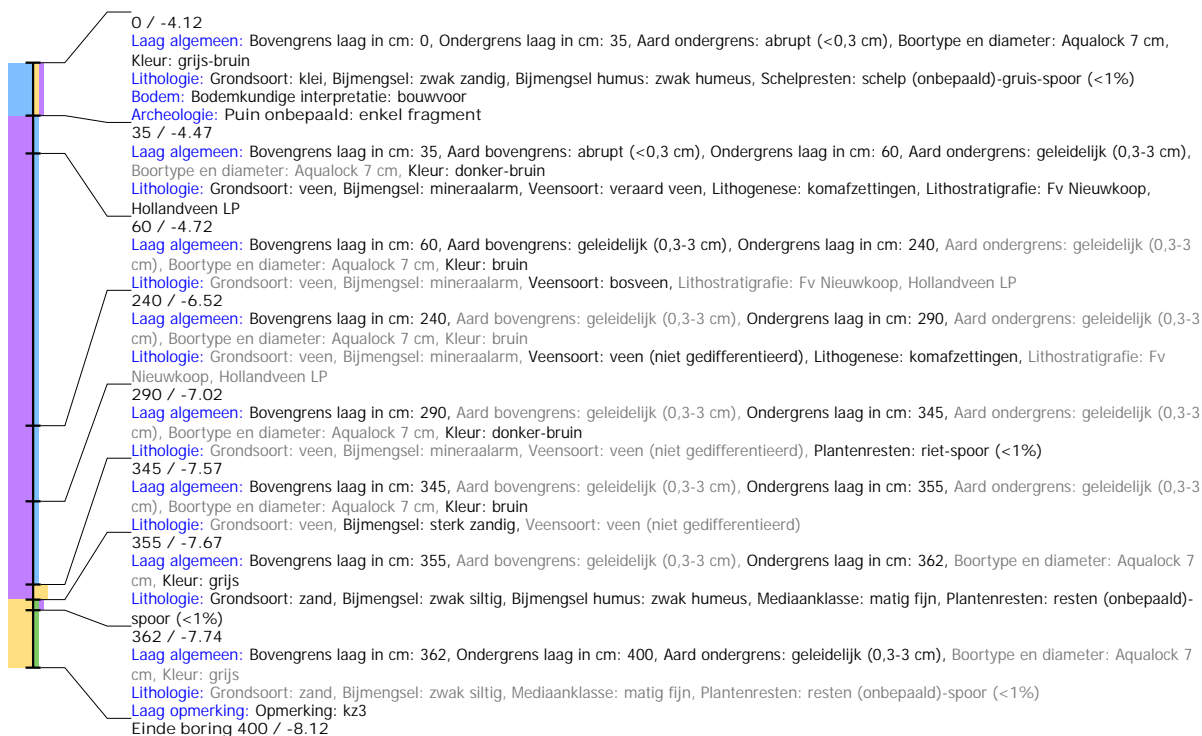 0 / -4.12
Laag algemeen: Bovengrens laag in cm: 0, Ondergrens laag in cm: 35, Aard ondergrens: abrupt (<0,3 cm), Boortype en diameter: Aqualock 7 cm,
Kleur: grijs-bruin
Lithologie: Grondsoort: klei, Bijmengsel: zwak zandig, Bijmengsel humus: zwak humeus, Schelpresten: schelp (onbepaald)-gruis-spoor (<1%)
Bodem: Bodemkundige interpretatie: bouwvoor
Archeologie: Puin onbepaald: enkel fragment
35 / -4.47
Laag algemeen: Bovengrens laag in cm: 35, Aard bovengrens: abrupt (<0,3 cm), Ondergrens laag in cm: 60, Aard ondergrens: geleidelijk (0,3-3 cm),
Boortype en diameter: Aqualock 7 cm, Kleur: donker-bruin
Lithologie: Grondsoort: veen, Bijmengsel: mineraalarm, Veensoort: veraard veen, Lithogenese: komafzettingen, Lithostratigrafie: Fv Nieuwkoop,
Hollandveen LP
60 / -4.72
Laag algemeen: Bovengrens laag in cm: 60, Aard bovengrens: geleidelijk (0,3-3 cm), Ondergrens laag in cm: 240, Aard ondergrens: geleidelijk (0,3-3
cm), Boortype en diameter: Aqualock 7 cm, Kleur: bruin
Lithologie: Grondsoort: veen, Bijmengsel: mineraalarm, Veensoort: bosveen, Lithostratigrafie: Fv Nieuwkoop, Hollandveen LP
240 / -6.52
Laag algemeen: Bovengrens laag in cm: 240, Aard bovengrens: geleidelijk (0,3-3 cm), Ondergrens laag in cm: 290, Aard ondergrens: geleidelijk (0,3-3
cm), Boortype en diameter: Aqualock 7 cm, Kleur: bruin
Lithologie: Grondsoort: veen, Bijmengsel: mineraalarm, Veensoort: veen (niet gedifferentieerd), Lithogenese: komafzettingen, Lithostratigrafie: Fv
Nieuwkoop, Hollandveen LP
290 / -7.02
Laag algemeen: Bovengrens laag in cm: 290, Aard bovengrens: geleidelijk (0,3-3 cm), Ondergrens laag in cm: 345, Aard ondergrens: geleidelijk (0,3-3
cm), Boortype en diameter: Aqualock 7 cm, Kleur: donker-bruin
Lithologie: Grondsoort: veen, Bijmengsel: mineraalarm, Veensoort: veen (niet gedifferentieerd), Plantenresten: riet-spoor (<1%)
345 / -7.57
Laag algemeen: Bovengrens laag in cm: 345, Aard bovengrens: geleidelijk (0,3-3 cm), Ondergrens laag in cm: 355, Aard ondergrens: geleidelijk (0,3-3
cm), Boortype en diameter: Aqualock 7 cm, Kleur: bruin
Lithologie: Grondsoort: veen, Bijmengsel: sterk zandig, Veensoort: veen (niet gedifferentieerd)
355 / -7.67
Laag algemeen: Bovengrens laag in cm: 355, Aard bovengrens: geleidelijk (0,3-3 cm), Ondergrens laag in cm: 362, Boortype en diameter: Aqualock 7
cm, Kleur: grijs
Lithologie: Grondsoort: zand, Bijmengsel: zwak siltig, Bijmengsel humus: zwak humeus, Mediaanklasse: matig fijn, Plantenresten: resten (onbepaald)-
spoor (<1%)
362 / -7.74
Laag algemeen: Bovengrens laag in cm: 362, Ondergrens laag in cm: 400, Aard ondergrens: geleidelijk (0,3-3 cm), Boortype en diameter: Aqualock 7
cm, Kleur: grijs
Lithologie: Grondsoort: zand, Bijmengsel: zwak siltig, Mediaanklasse: matig fijn, Plantenresten: resten (onbepaald)-spoor (<1%)
Laag opmerking: Opmerking: kz3
Einde boring 400 / -8.12